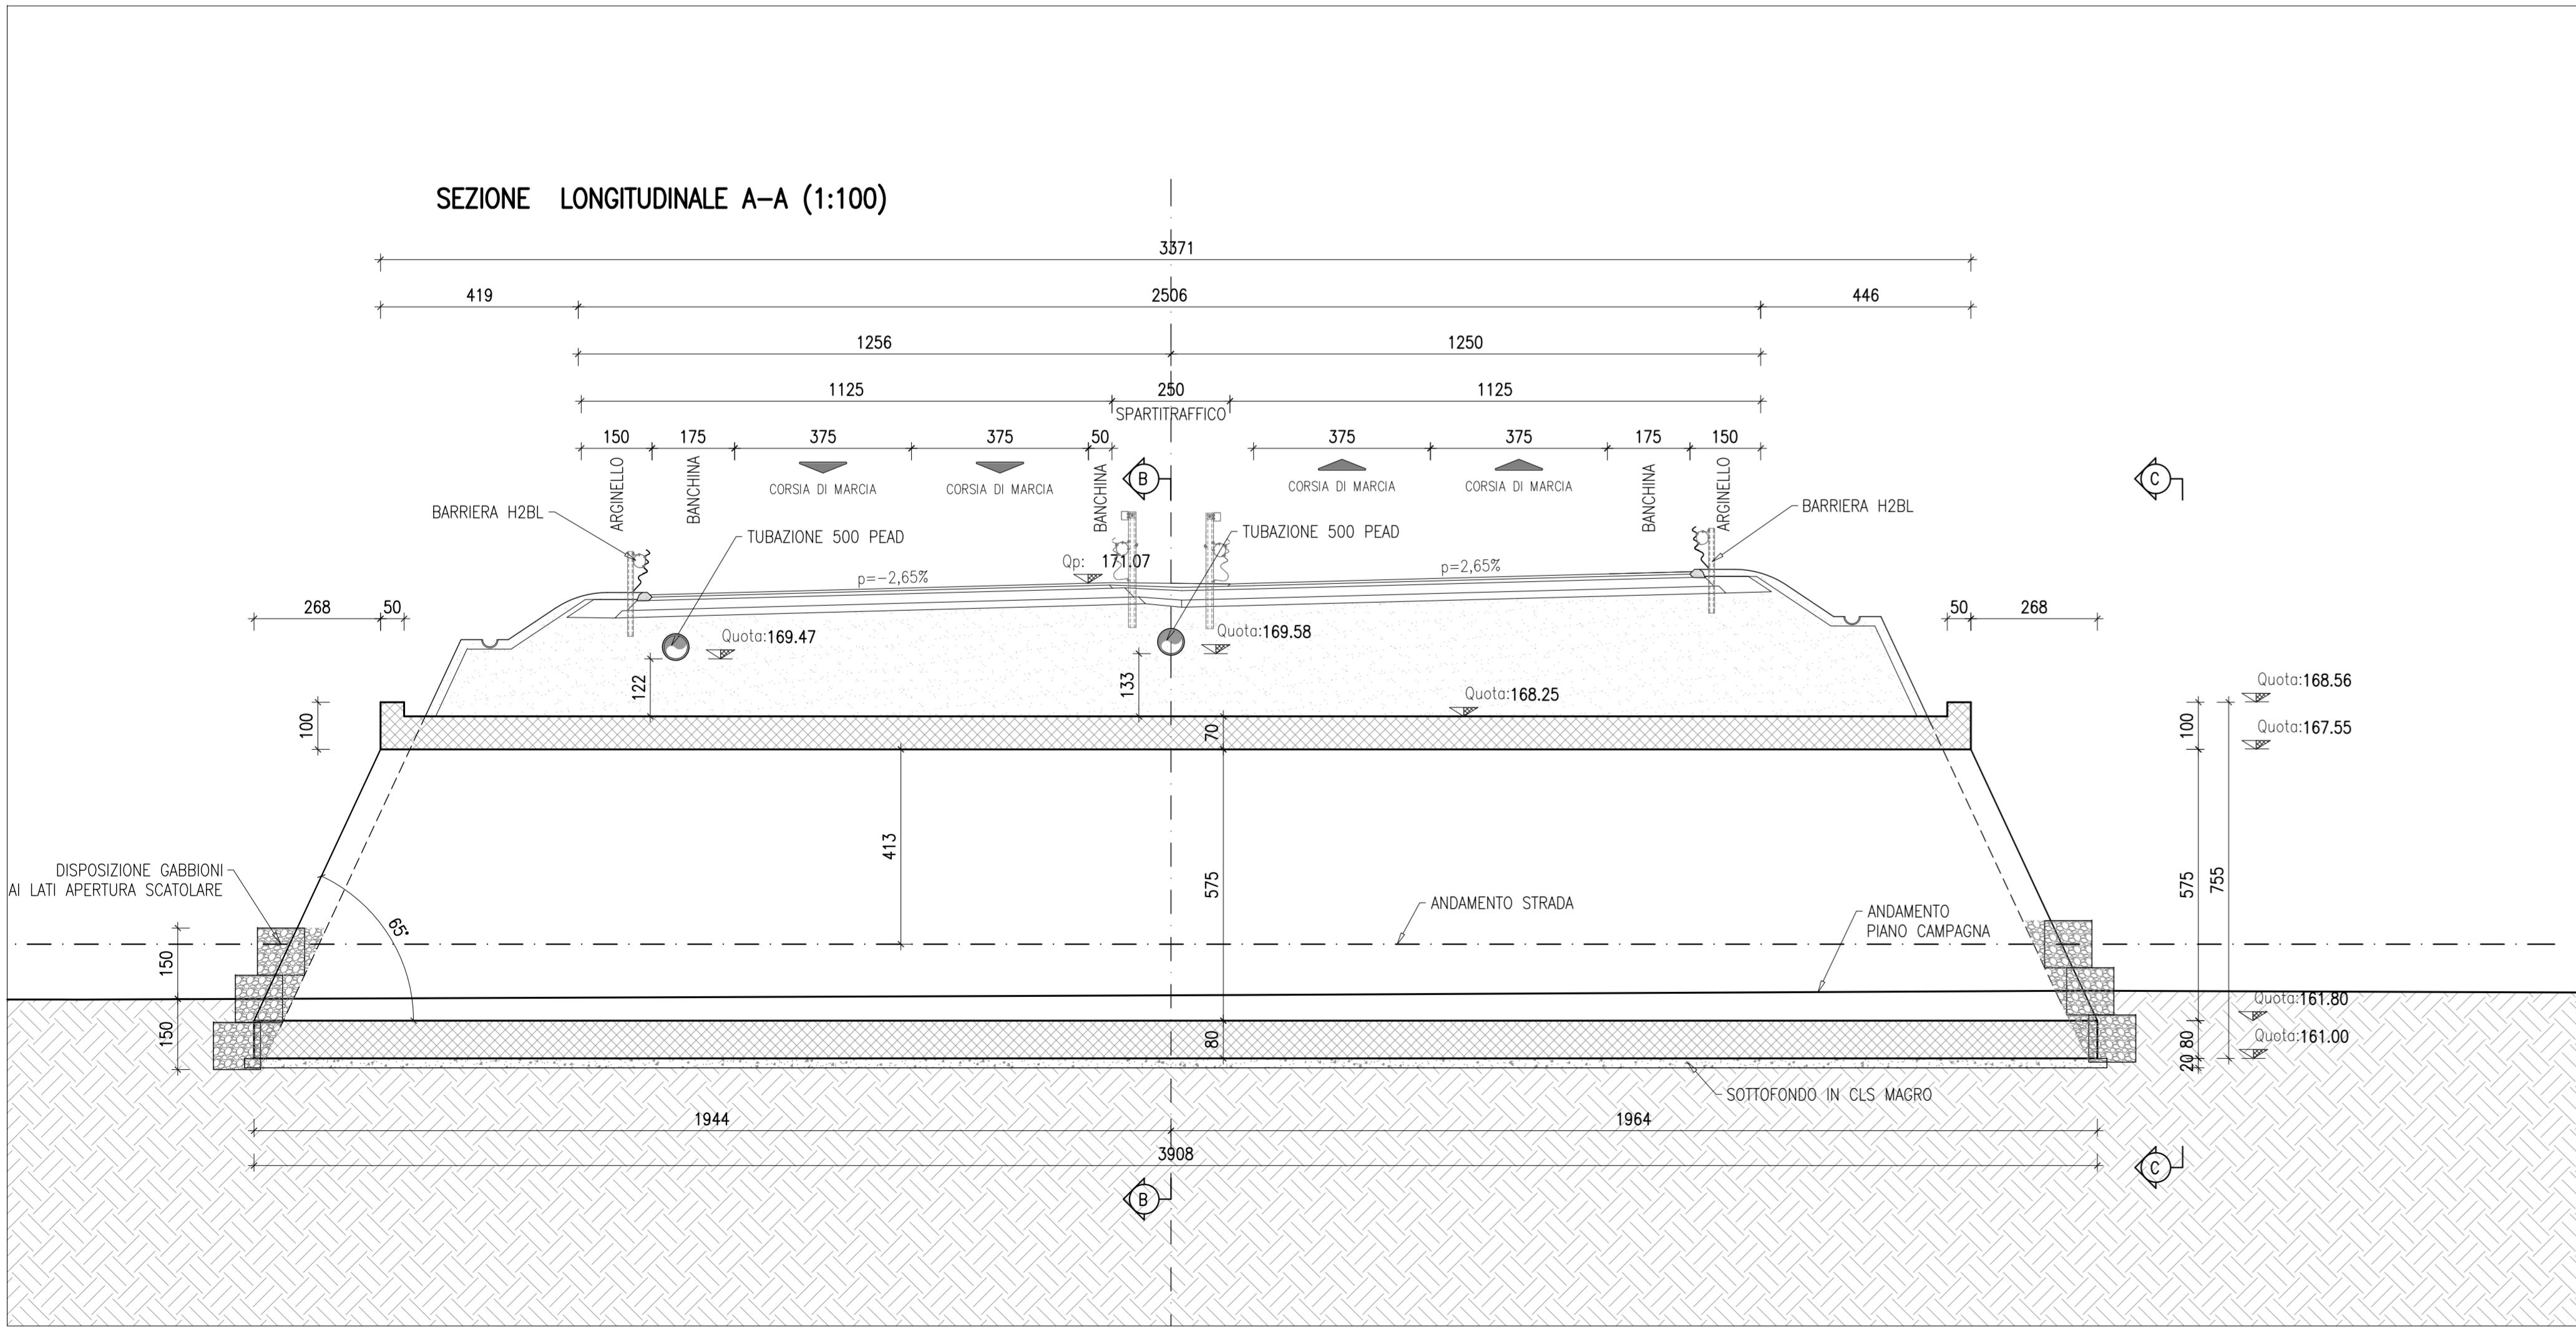 SEZIONE LONGITUDINALE A-A (1:100)
3371
419 2506 446
1256 1250
1125 250 1125
SPARTITRAFFICO
150 175 375 375 50 375 375 175 150
ARGINELLO
BANCHINA
CORSIA DI MARCIA
CORSIA DI MARCIA
BANCHINA
B
CORSIA DI MARCIA
CORSIA DI MARCIA
BANCHINA
ARGINELLO
C
BARRIERA H2BL
TUBAZIONE 500 PEAD
TUBAZIONE 500 PEAD
BARRIERA H2BL
Qp: 171.07
p=-2,65%
p=2,65%
268 50
50 268
Quota:169.47
Quota:169.58
122
133
Quota:168.25
Quota:168.56
100
70
100
Quota:167.55
413
575
575
755
DISPOSIZIONE GABBIONI
AI LATI APERTURA SCATOLARE
65°
ANDAMENTO STRADA
ANDAMENTO
PIANO CAMPAGNA
150
150
Quota:161.80
80
80
20
Quota:161.00
SOTTOFONDO IN CLS MAGRO
1944 1964
3908
B
C